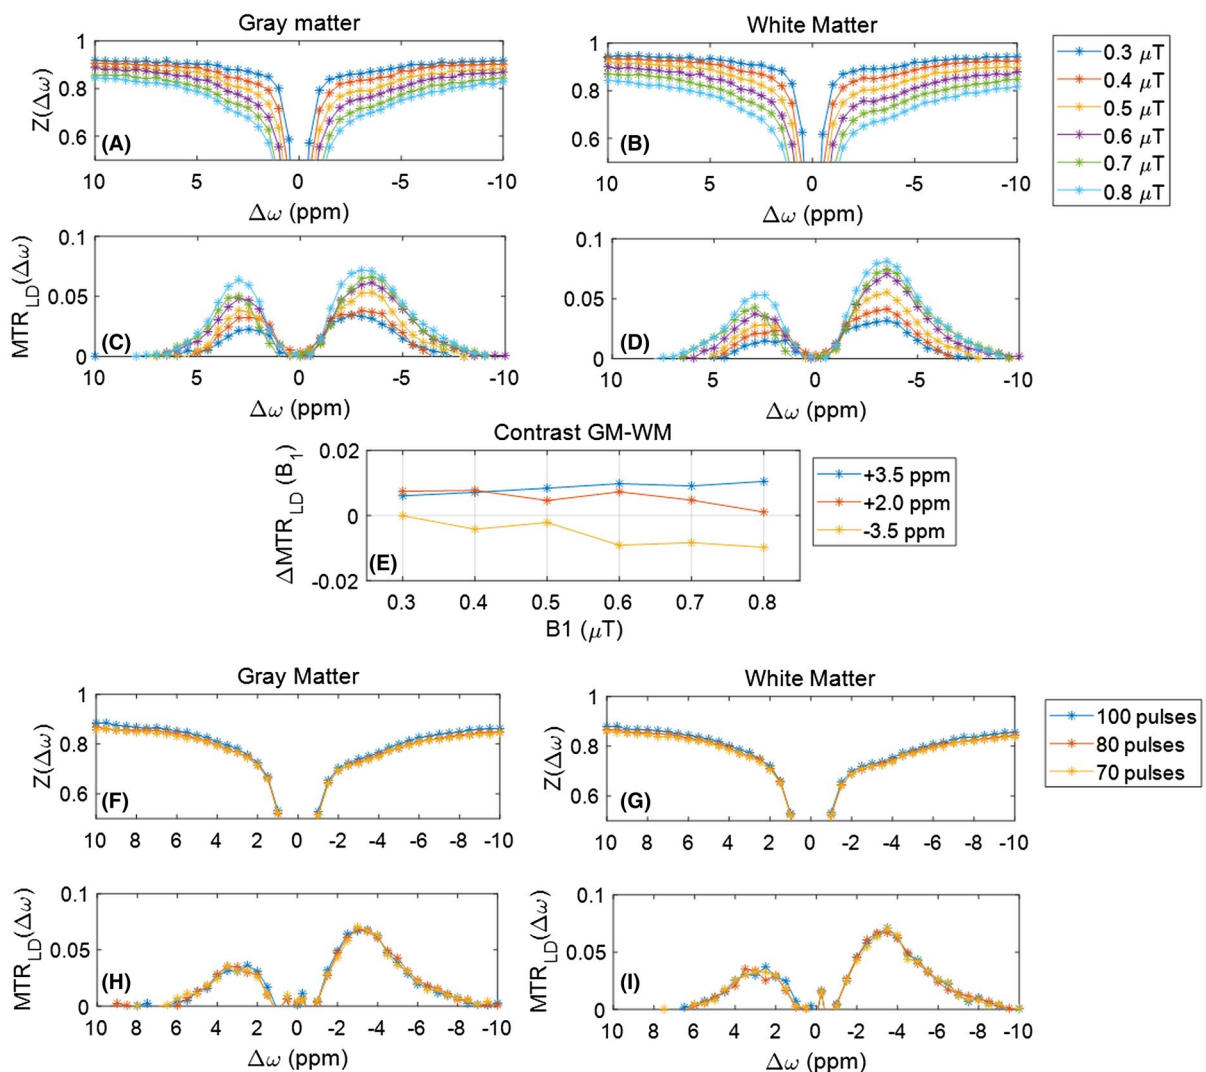 Gray matter
White Matter
1
0.8
0.6
Z(Δω)
(A)
10 5 0 -5 -10
Δω (ppm)
1
0.8
0.6
Z(Δω)
(B)
10 5 0 -5 -10
Δω (ppm)
0.3 μT
0.4 μT
0.5 μT
0.6 μT
0.7 μT
0.8 μT
0.1
0.05
0
MTR_LD(Δω)
(C)
10 5 0 -5 -10
Δω (ppm)
0.1
0.05
0
(D)
10 5 0 -5 -10
Δω (ppm)
Contrast GM-WM
0.02
0
-0.02
ΔMTR_LD (B_1)
(E)
0.3 0.4 0.5 0.6 0.7 0.8
B1 (μT)
+3.5 ppm
+2.0 ppm
-3.5 ppm
Gray Matter
White Matter
1
0.8
0.6
Z(Δω)
(F)
10 8 6 4 2 0 -2 -4 -6 -8 -10
1
0.8
0.6
Z(Δω)
(G)
10 8 6 4 2 0 -2 -4 -6 -8 -10
100 pulses
80 pulses
70 pulses
0.1
0.05
0
MTR_LD(Δω)
(H)
10 8 6 4 2 0 -2 -4 -6 -8 -10
Δω (ppm)
0.1
0.05
0
MTR_LD(Δω)
(I)
10 8 6 4 2 0 -2 -4 -6 -8 -10
Δω (ppm)